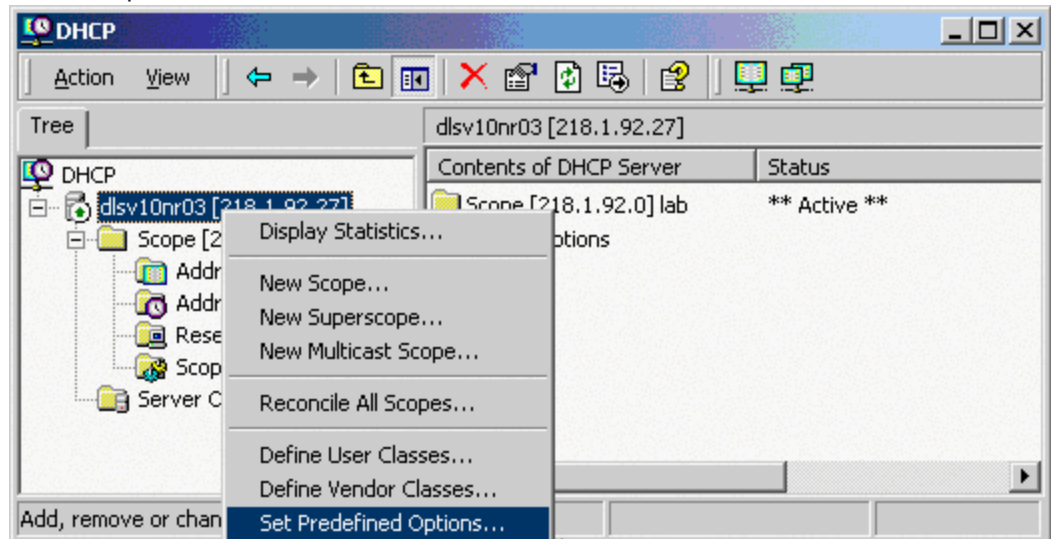 DHCP
Action View
Tree
dlsv10nr03 [218.1.92.27]
Contents of DHCP Server Status
DHCP
dlsv10nr03 [218.1.92.27]
Scope [218.1.92.0] lab ** Active **
Scope [2
Display Statistics...
ptions
Addr
New Scope...
Addr
New Superscope...
Rese
New Multicast Scope...
Scop
Server C
Reconcile All Scopes...
Define User Classes...
Define Vendor Classes...
Add, remove or chan
Set Predefined Options...